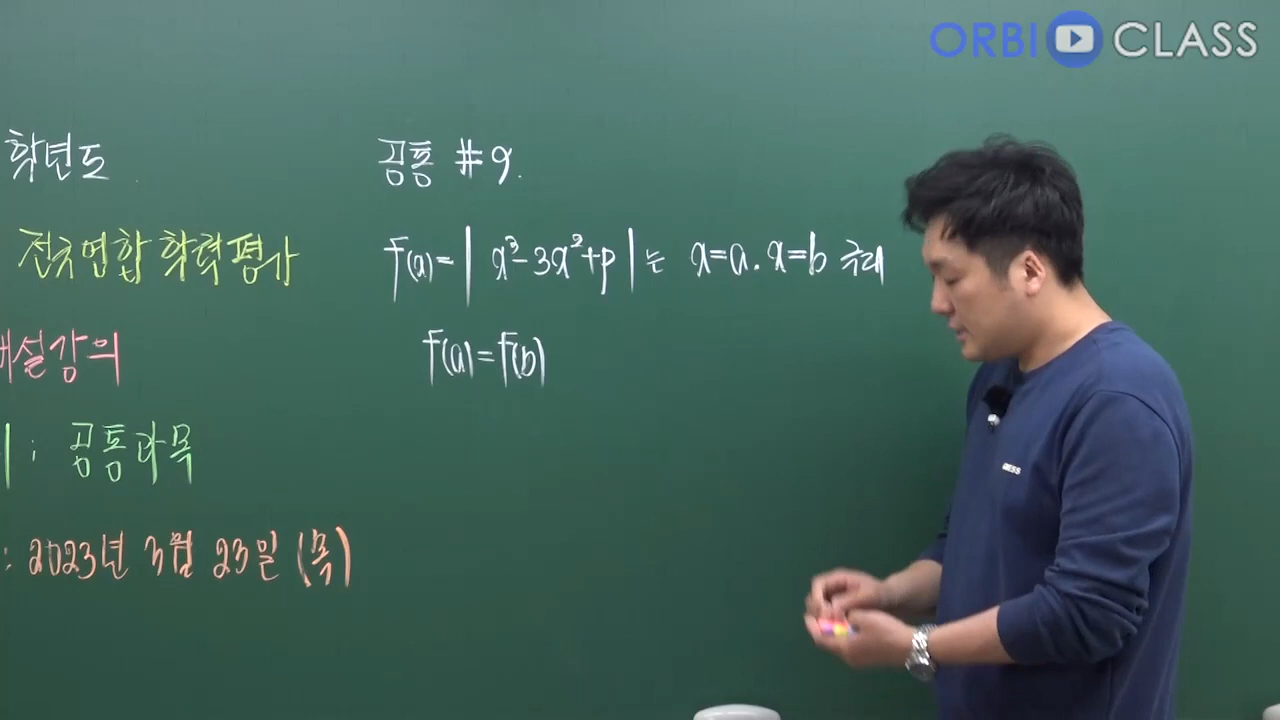 ORBI CLASS
학년도
전국연합학력평가
해설강의
: 공통과목
: 2023년 3월 23일 (목)
공통 #9.
f(x)=| x³-3x²+p |는 x=a. x=b 극대
f(a)=f(b)